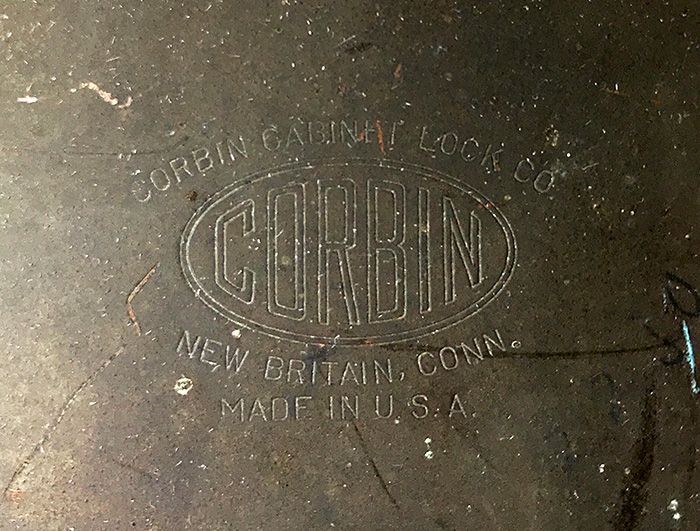 CORBIN CABINET LOCK CO
CORBIN
NEW BRITAIN, CONN.
MADE IN U.S.A.